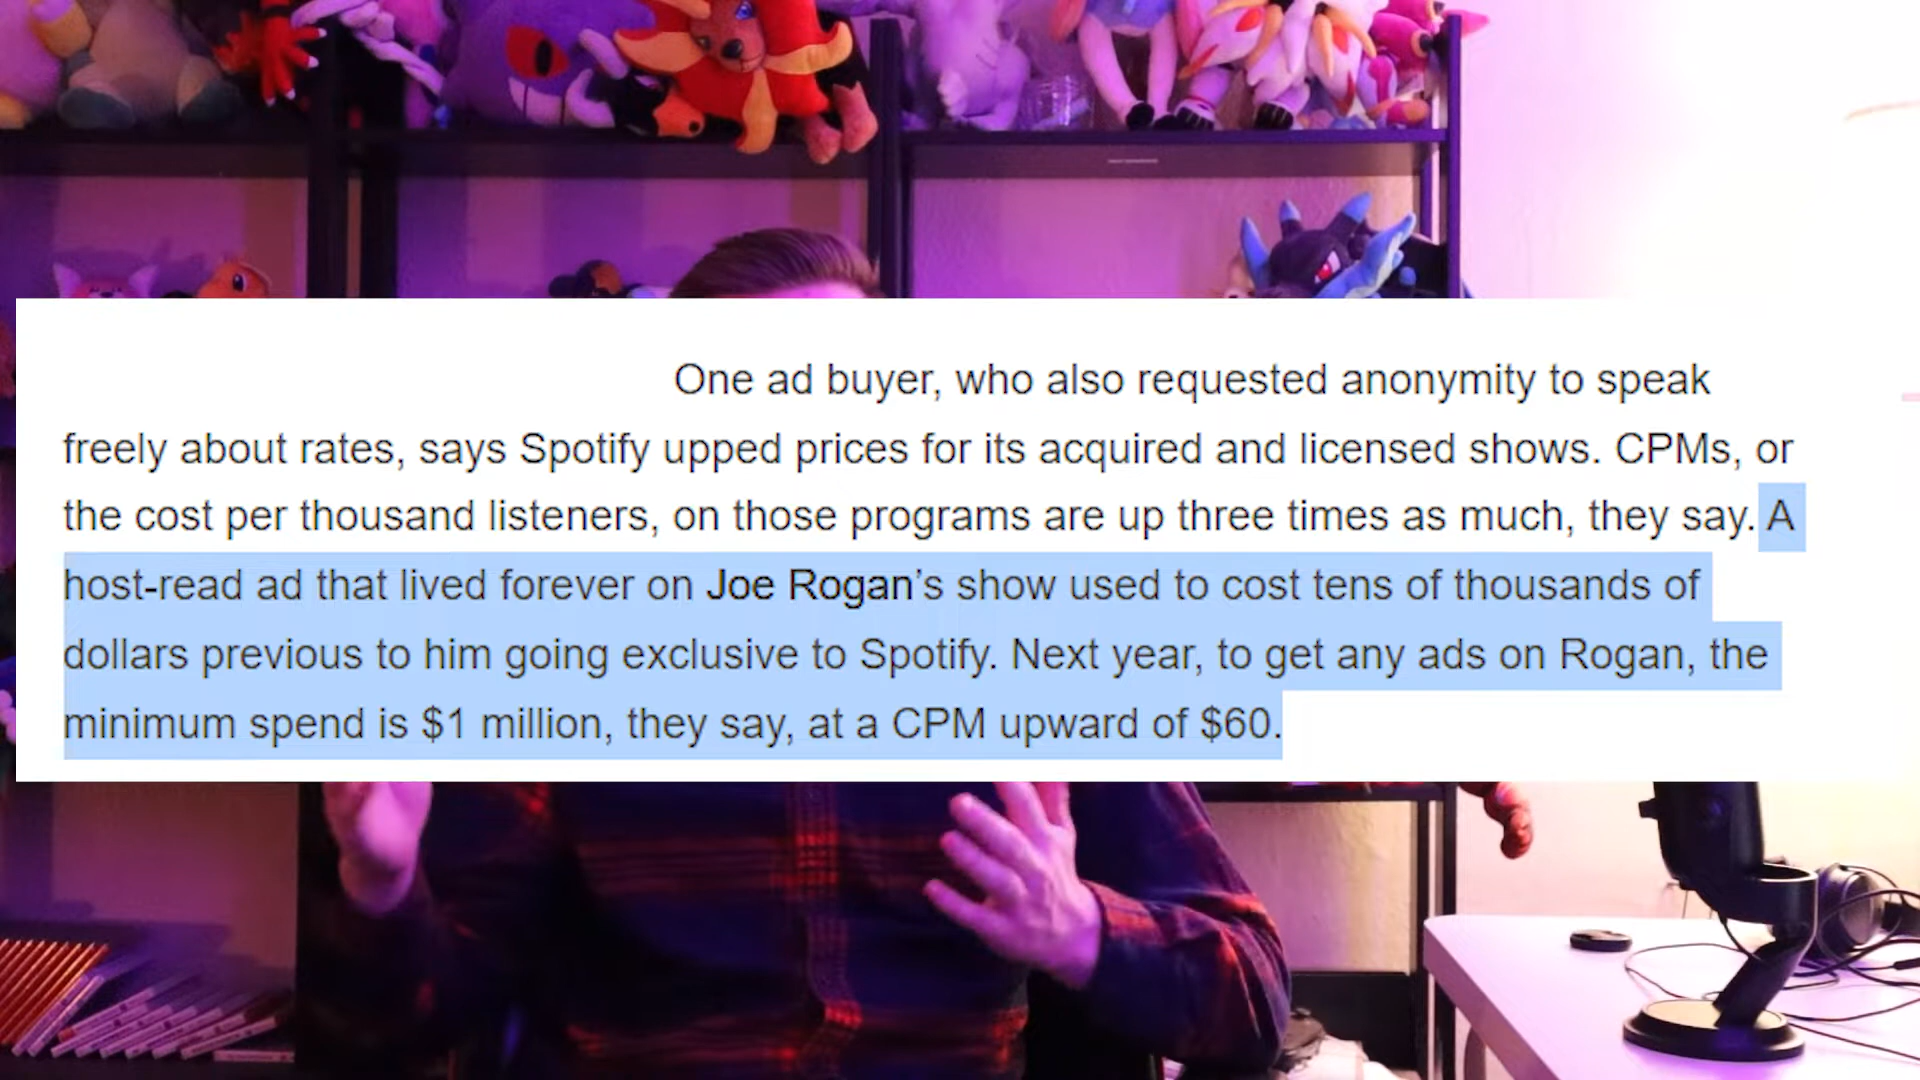 One ad buyer, who also requested anonymity to speak
freely about rates, says Spotify upped prices for its acquired and licensed shows. CPMs, or
the cost per thousand listeners, on those programs are up three times as much, they say. A
host-read ad that lived forever on Joe Rogan’s show used to cost tens of thousands of
dollars previous to him going exclusive to Spotify. Next year, to get any ads on Rogan, the
minimum spend is $1 million, they say, at a CPM upward of $60.